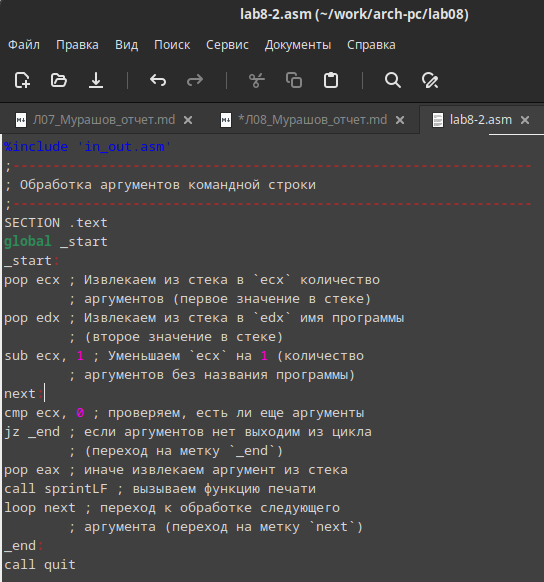 lab8-2.asm (~/work/arch-pc/lab08)
Файл Правка Вид Поиск Сервис Документы Справка
Л07_Мурашов_отчет.md × *Л08_Мурашов_отчет.md × lab8-2.asm ×
%include 'in_out.asm'
;-----------------------------------------------------------------
; Обработка аргументов командной строки
;-----------------------------------------------------------------
SECTION .text
global _start
_start:
pop ecx ; Извлекаем из стека в `ecx` количество
        ; аргументов (первое значение в стеке)
pop edx ; Извлекаем из стека в `edx` имя программы
        ; (второе значение в стеке)
sub ecx, 1 ; Уменьшаем `ecx` на 1 (количество
        ; аргументов без названия программы)
next:
cmp ecx, 0 ; проверяем, есть ли еще аргументы
jz _end ; если аргументов нет выходим из цикла
        ; (переход на метку `_end`)
pop eax ; иначе извлекаем аргумент из стека
call sprintLF ; вызываем функцию печати
loop next ; переход к обработке следующего
        ; аргумента (переход на метку `next`)
_end:
call quit